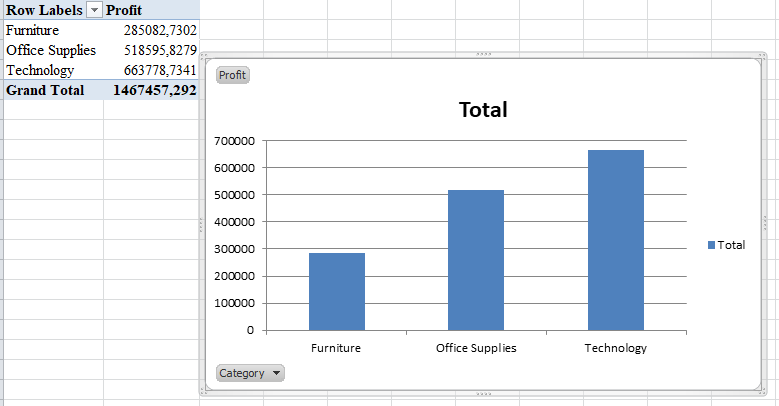 Row Labels Profit
Furniture 285082,7302
Office Supplies 518595,8279
Technology 663778,7341
Grand Total 1467457,292
Profit
Total
700000
600000
500000
400000
300000
200000
100000
0
Total
Furniture Office Supplies Technology
Category